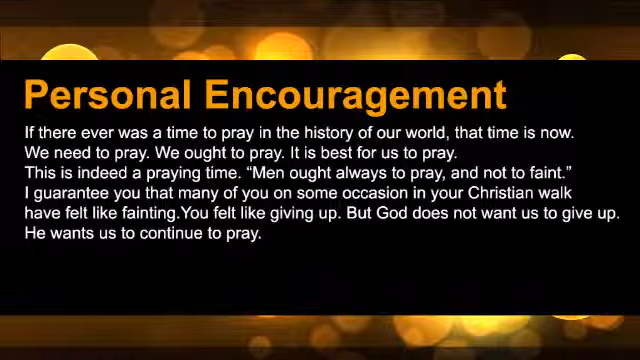 Personal Encouragement
If there ever was a time to pray in the history of our world, that time is now.
We need to pray. We ought to pray. It is best for us to pray.
This is indeed a praying time. “Men ought always to pray, and not to faint.”
I guarantee you that many of you on some occasion in your Christian walk
have felt like fainting.You felt like giving up. But God does not want us to give up.
He wants us to continue to pray.